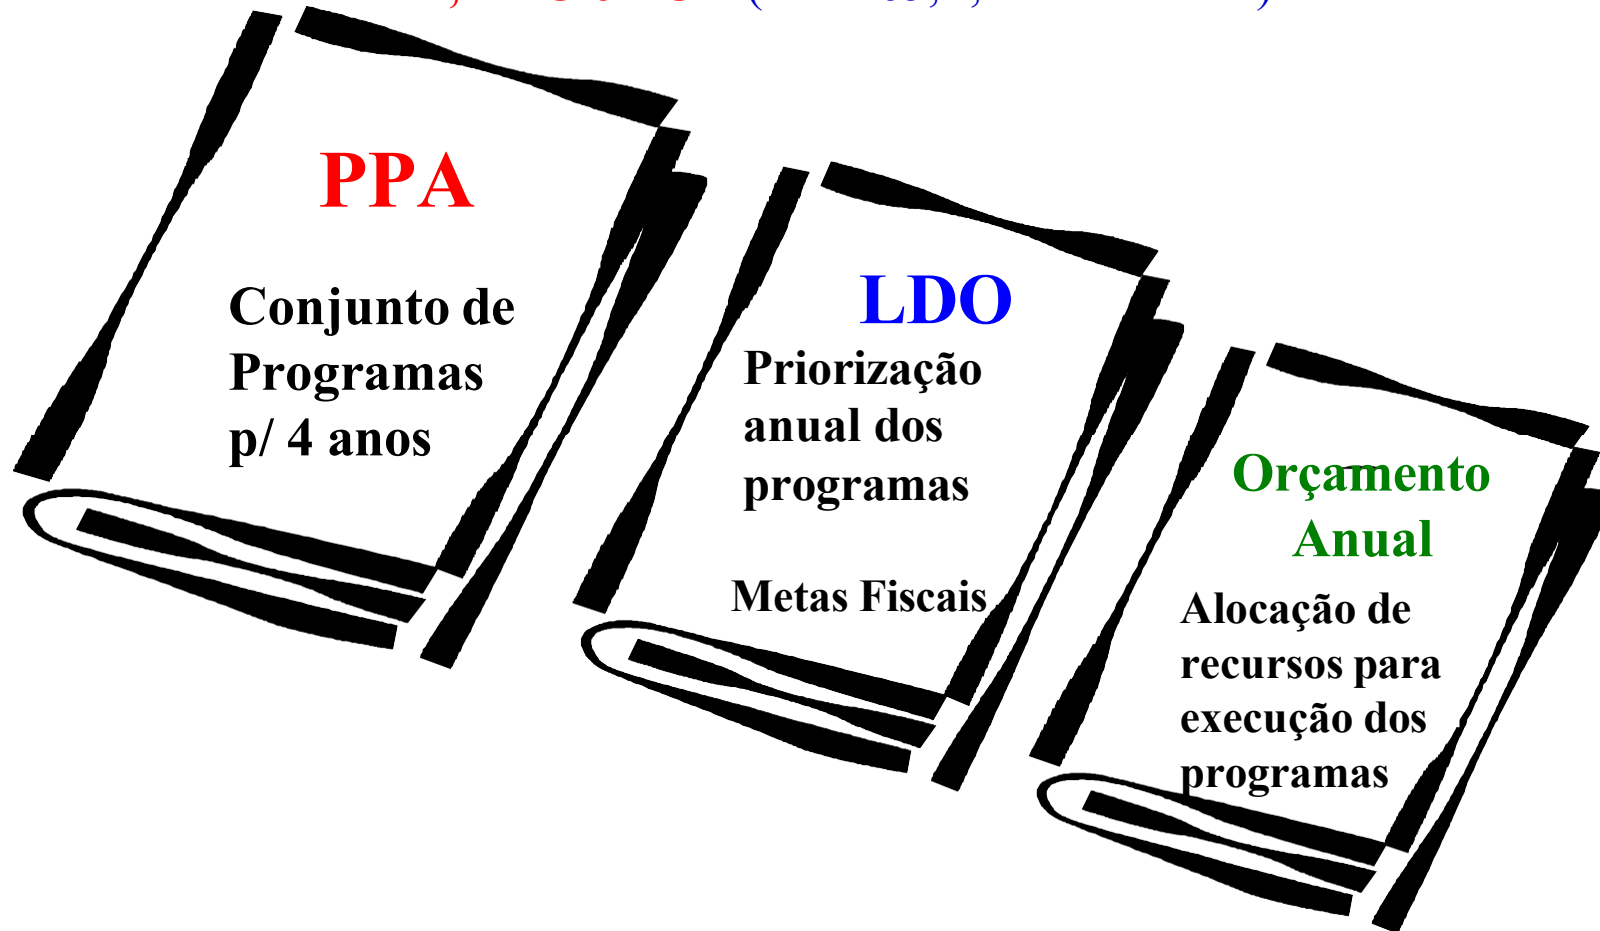 PPA
Conjunto de
Programas
p/ 4 anos
LDO
Priorização
anual dos
programas
Metas Fiscais
Orçamento
Anual
Alocação de
recursos para
execução dos
programas